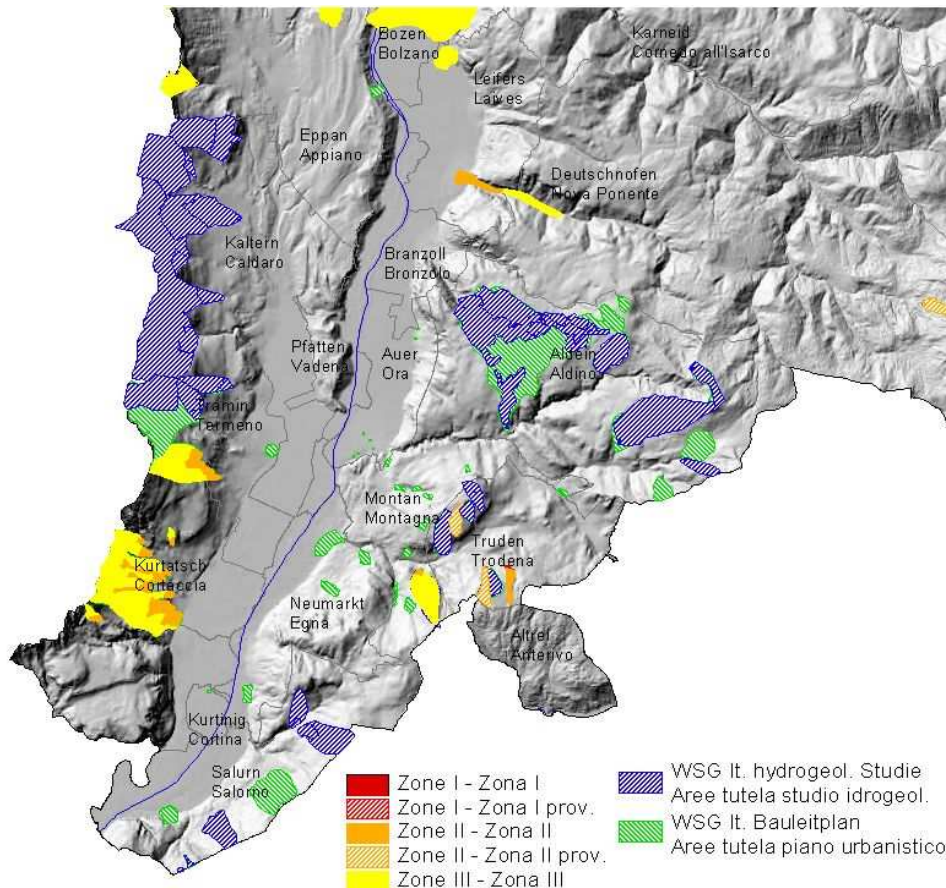 Bozen
Bolzano
Karneid
Cornedo all'Isarco
Leifers
Laives
Eppan
Appiano
Deutschnofen
Nova Ponente
Kaltern
Caldaro
Branzoll
Bronzolo
Pfatten
Vadena
Auer
Ora
Aldein
Aldino
Tramin
Termeno
Montan
Montagna
Truden
Trodena
Kurtatsch
Cortaccia
Neumarkt
Egna
Altrei
Anterivo
Kurtinig
Cortina
Salurn
Salorno
Zone I - Zona I
Zone I - Zona I prov.
Zone II - Zona II
Zone II - Zona II prov.
Zone III - Zona III
WSG lt. hydrogeol. Studie
Aree tutela studio idrogeol.
WSG lt. Bauleitplan
Aree tutela piano urbanistico